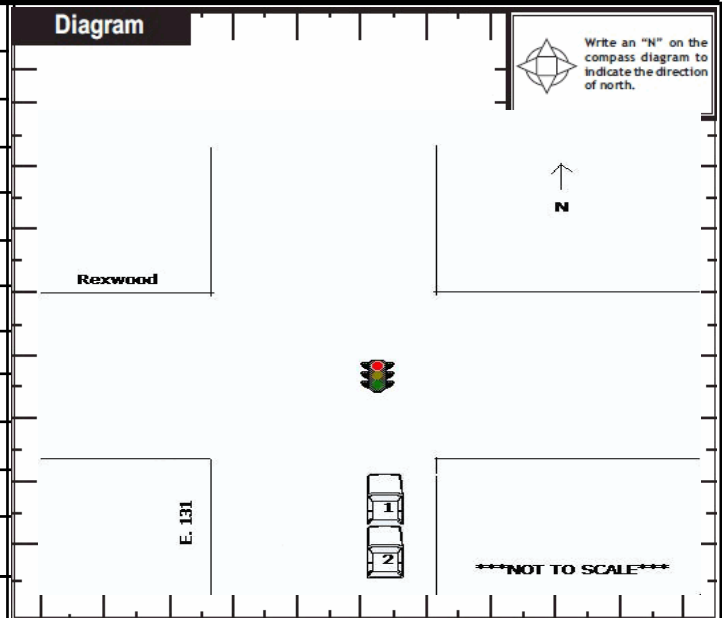 Diagram
Write an “N” on the
compass diagram to
indicate the direction
of north.
N
Rexwood
E. 131
1
2
***NOT TO SCALE***